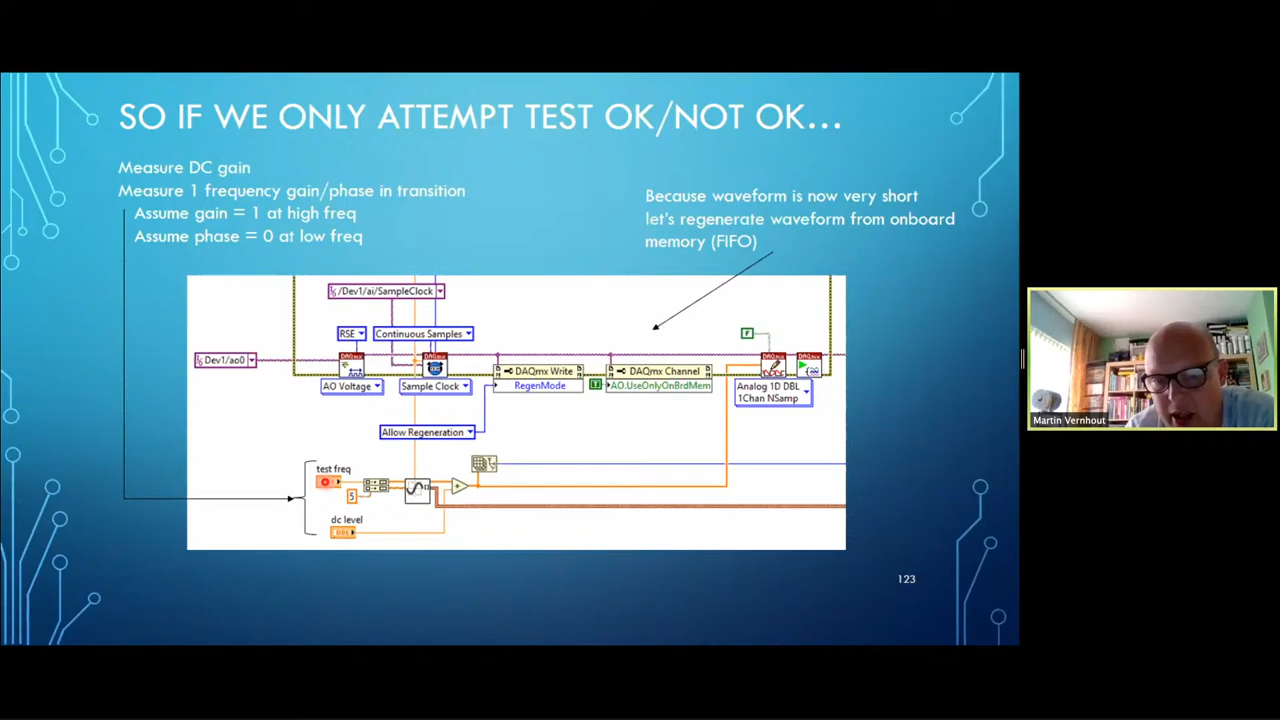 SO IF WE ONLY ATTEMPT TEST OK/NOT OK...
Measure DC gain
Measure 1 frequency gain/phase in transition
Assume gain = 1 at high freq
Assume phase = 0 at low freq
Because waveform is now very short
let's regenerate waveform from onboard
memory (FIFO)
/Dev1/ai/SampleClock
RSE
Continuous Samples
F
Dev1/ao0
DAQmx
DAQmx
DAQmx
DAQmx
AO Voltage
Sample Clock
DAQmx Write
RegenMode
T
DAQmx Channel
AO.UseOnlyOnBrdMem
Analog 1D DBL
1Chan NSamp
Allow Regeneration
test freq
5
dc level
123
Martin Vernhout